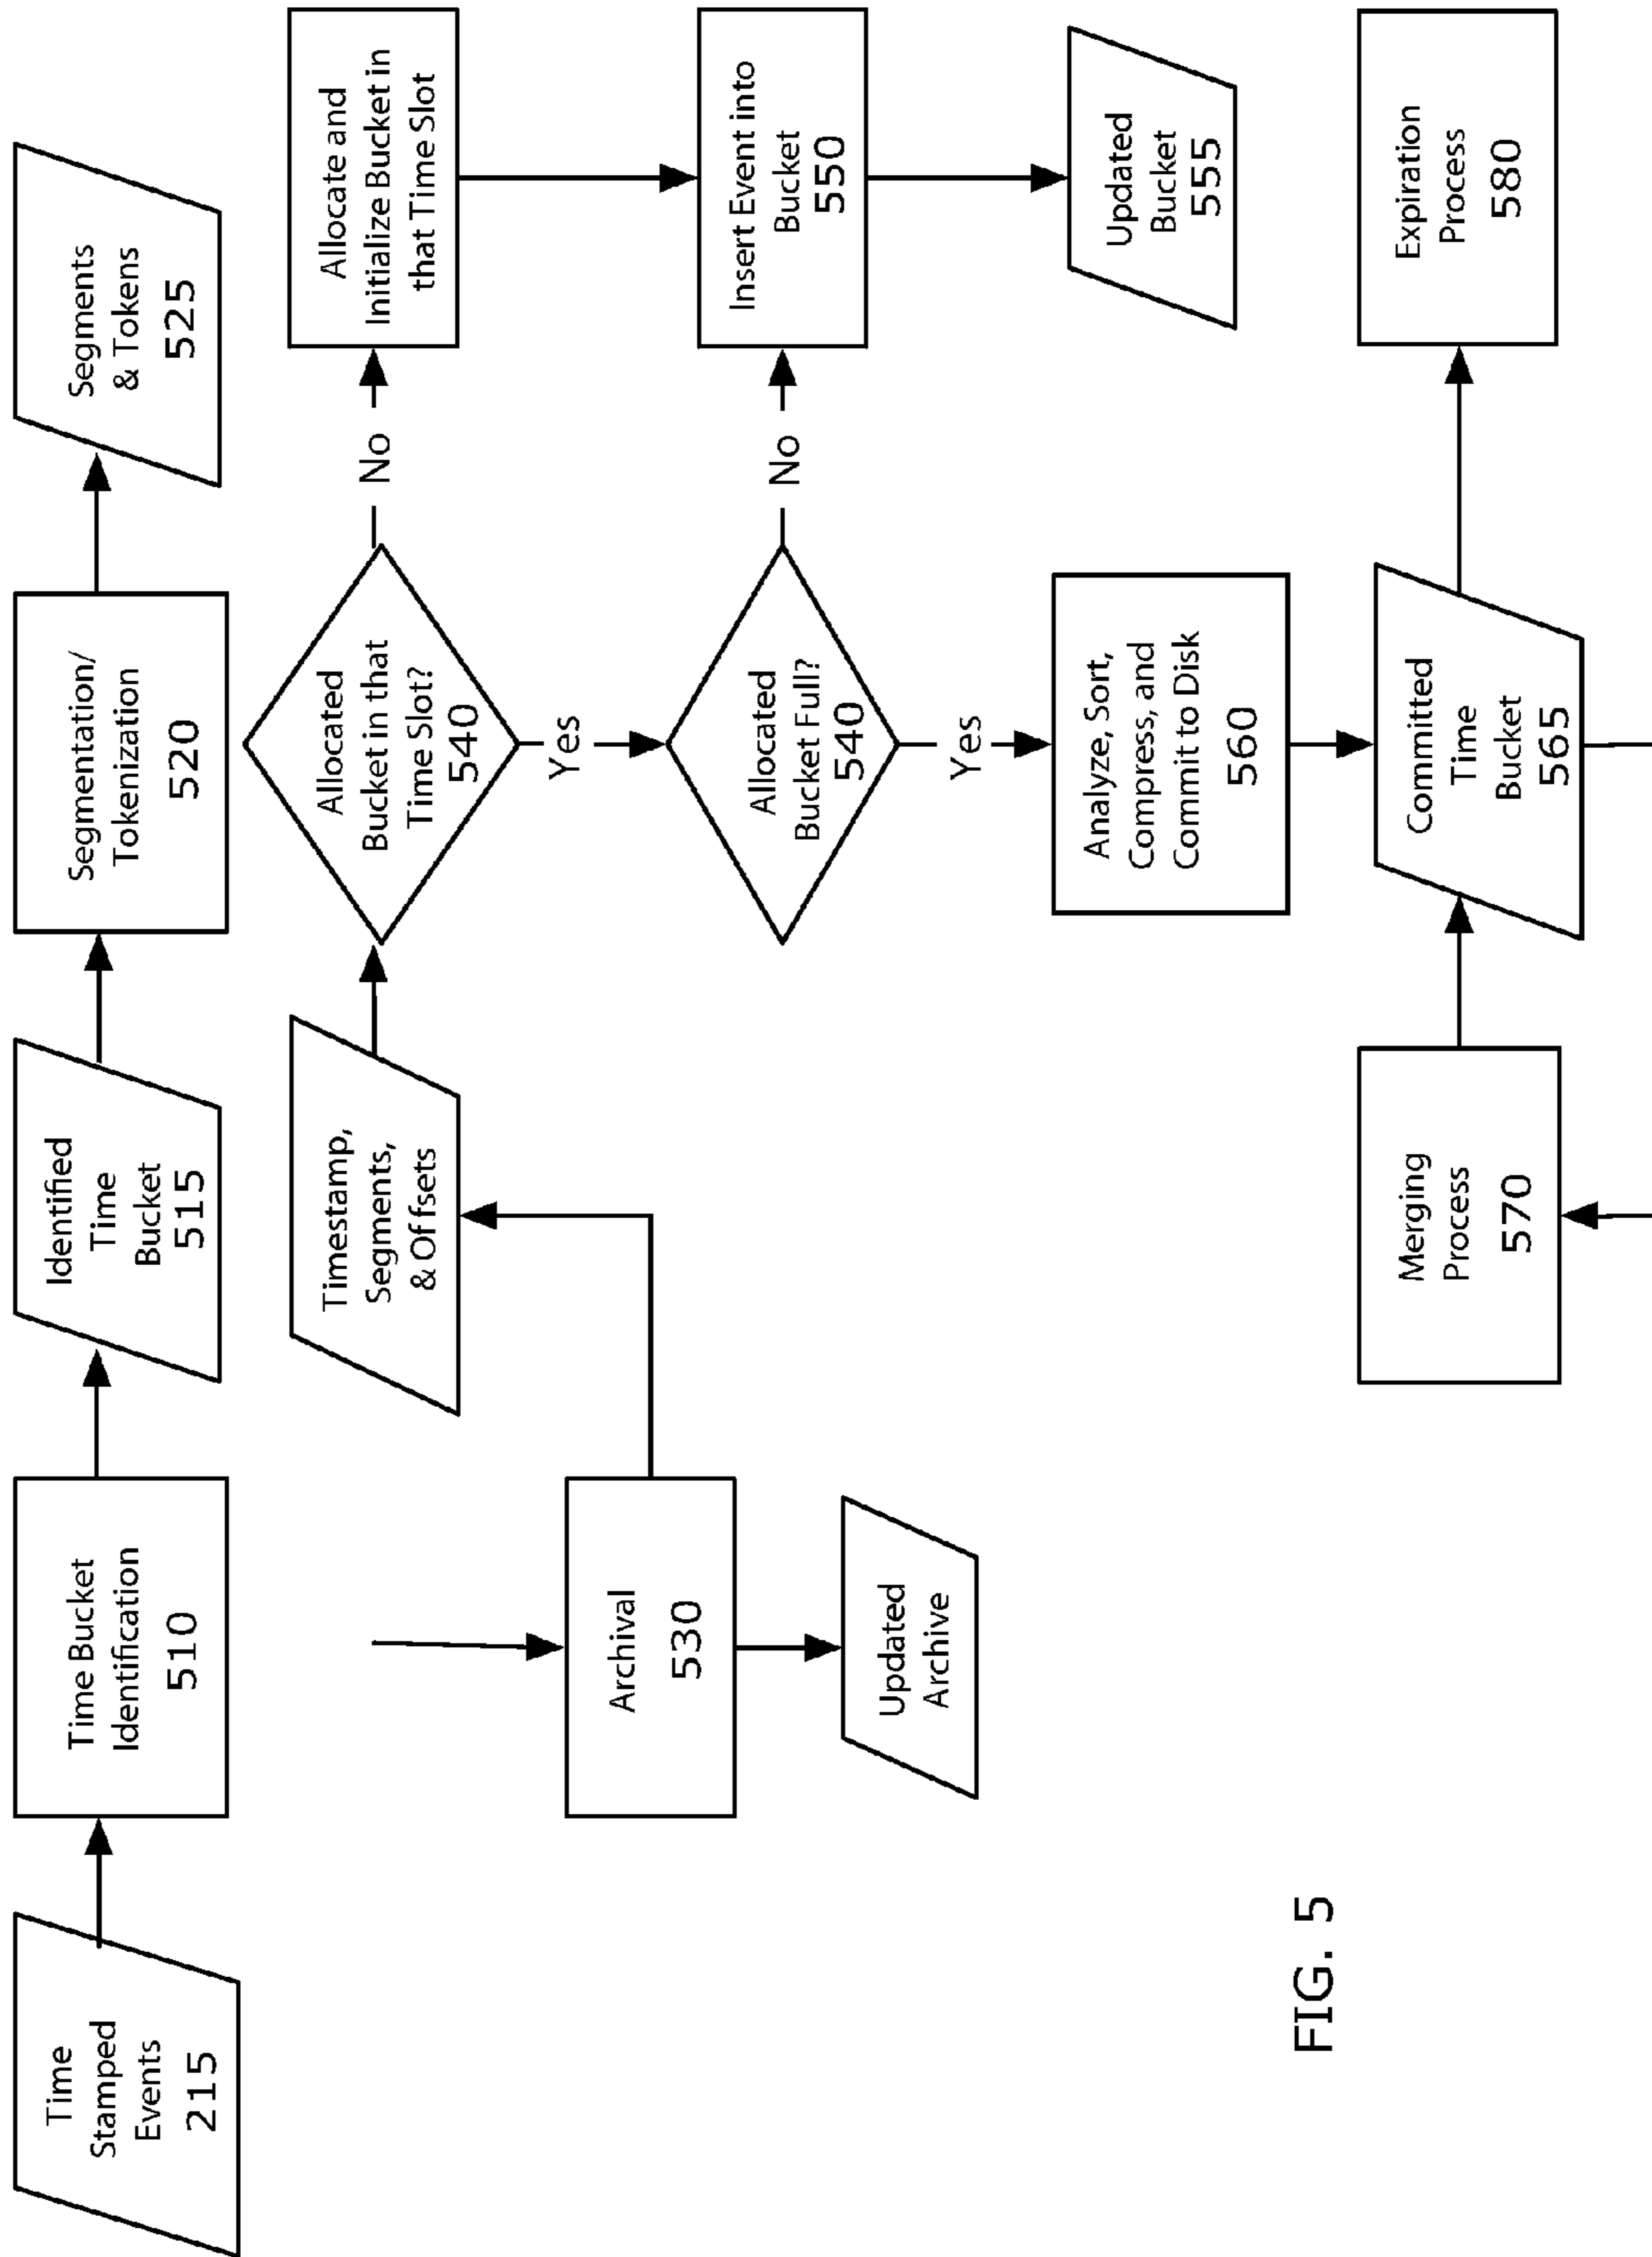 Time
Stamped
Events
215
Time Bucket
Identification
510
Identified
Time
Bucket
515
Segmentation/
Tokenization
520
Segments
& Tokens
525
Archival
530
Updated
Archive
Timestamp,
Segments,
& Offsets
Allocated
Bucket in that
Time Slot?
540
No
Allocate and
Initialize Bucket in
that Time Slot
Yes
Allocated
Bucket Full?
540
No
Insert Event into
Bucket
550
Updated
Bucket
555
Yes
Analyze, Sort,
Compress, and
Commit to Disk
560
Merging
Process
570
Committed
Time
Bucket
565
Expiration
Process
580
FIG. 5